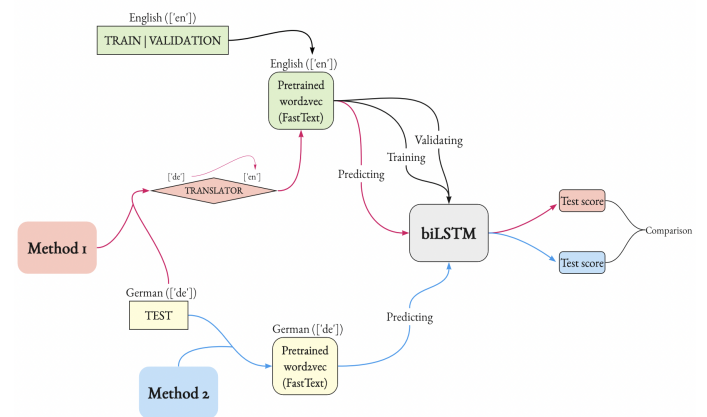 English (['en'])
TRAIN | VALIDATION
English (['en'])
Pretrained
word2vec
(FastText)
Validating
Training
Predicting
['de']
['en']
TRANSLATOR
Method 1
biLSTM
Test score
Comparison
Test score
German (['de'])
TEST
Predicting
German (['de'])
Pretrained
word2vec
(FastText)
Method 2